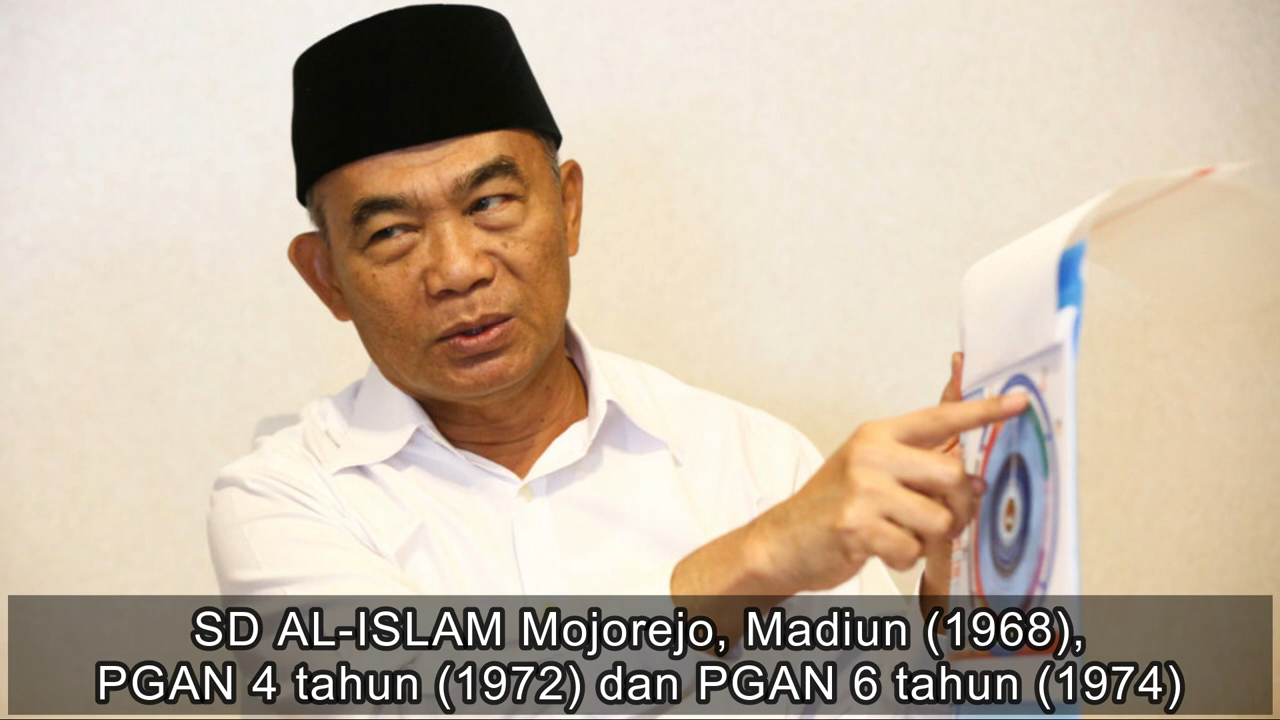 SD AL-ISLAM Mojorejo, Madiun (1968),
PGAN 4 tahun (1972) dan PGAN 6 tahun (1974)